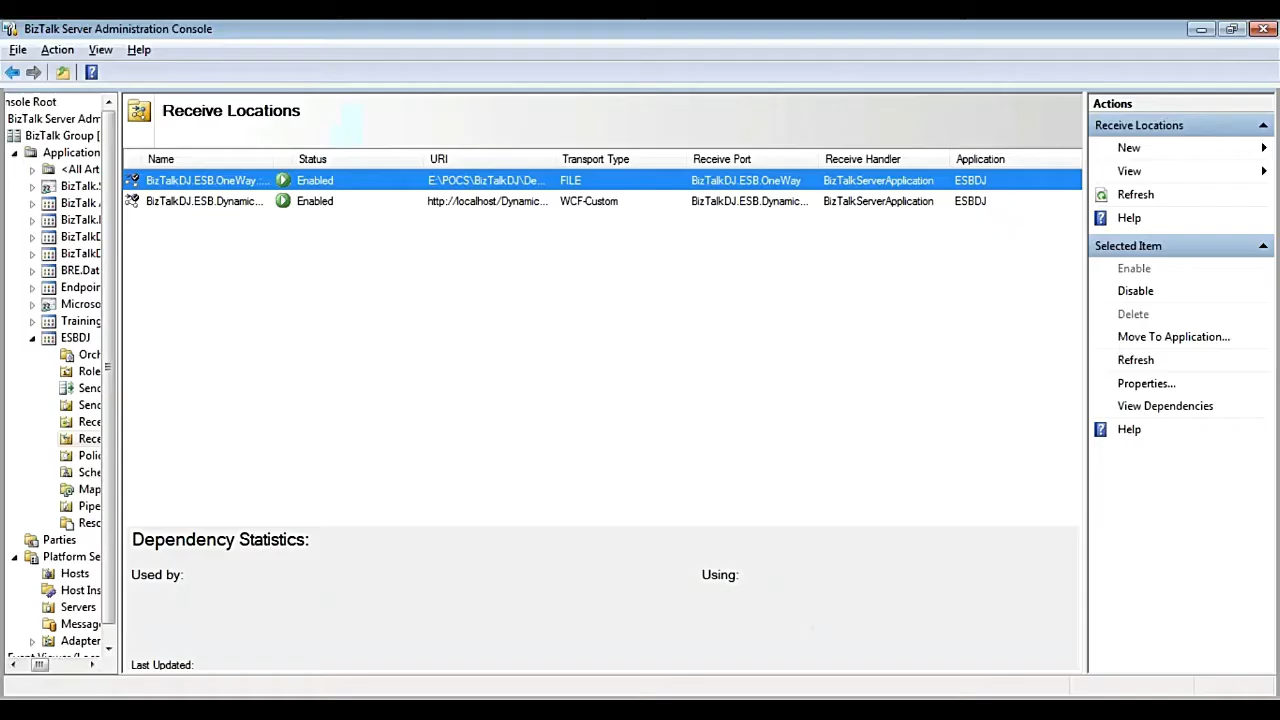 BizTalk Server Administration Console
File Action View Help
nsole Root
BizTalk Server Adm
BizTalk Group [
Application
<All Art
BizTalk.
BizTalk
BizTalk.
BizTalkD
BizTalkD
BRE.Dat
Endpoin
Microso
Training
ESBDJ
Orch
Role
Send
Send
Rece
Rece
Polic
Sche
Map
Pipe
Reso
Parties
Platform Se
Hosts
Host Ins
Servers
Messag
Adapter
Receive Locations
Name Status URI Transport Type Receive Port Receive Handler Application
BizTalkDJ.ESB.OneWay.:... Enabled E:\POCS\BizTalkDJ\De... FILE BizTalkDJ.ESB.OneWay BizTalkServerApplication ESBDJ
BizTalkDJ.ESB.Dynamic... Enabled http://localhost/Dynamic... WCF-Custom BizTalkDJ.ESB.Dynamic... BizTalkServerApplication ESBDJ
Dependency Statistics:
Used by: Using:
Last Updated:
Actions
Receive Locations
New
View
Refresh
Help
Selected Item
Enable
Disable
Delete
Move To Application...
Refresh
Properties...
View Dependencies
Help